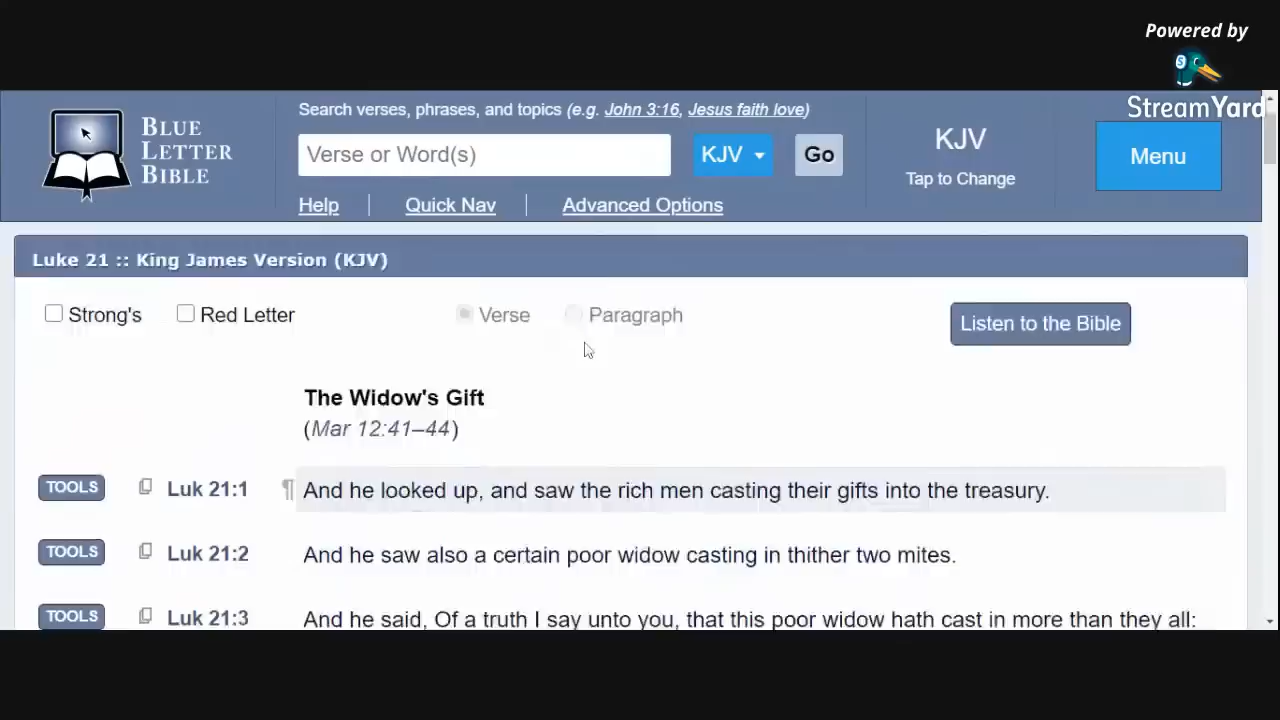 Powered by
StreamYard
Search verses, phrases, and topics (e.g. John 3:16, Jesus faith love)
BLUE
LETTER
BIBLE
Verse or Word(s)
KJV
Go
KJV
Tap to Change
Menu
Help
Quick Nav
Advanced Options
Luke 21 :: King James Version (KJV)
Strong's
Red Letter
Verse
Paragraph
Listen to the Bible
The Widow's Gift
(Mar 12:41–44)
TOOLS Luk 21:1 ¶ And he looked up, and saw the rich men casting their gifts into the treasury.
TOOLS Luk 21:2 And he saw also a certain poor widow casting in thither two mites.
TOOLS Luk 21:3 And he said, Of a truth I say unto you, that this poor widow hath cast in more than they all: